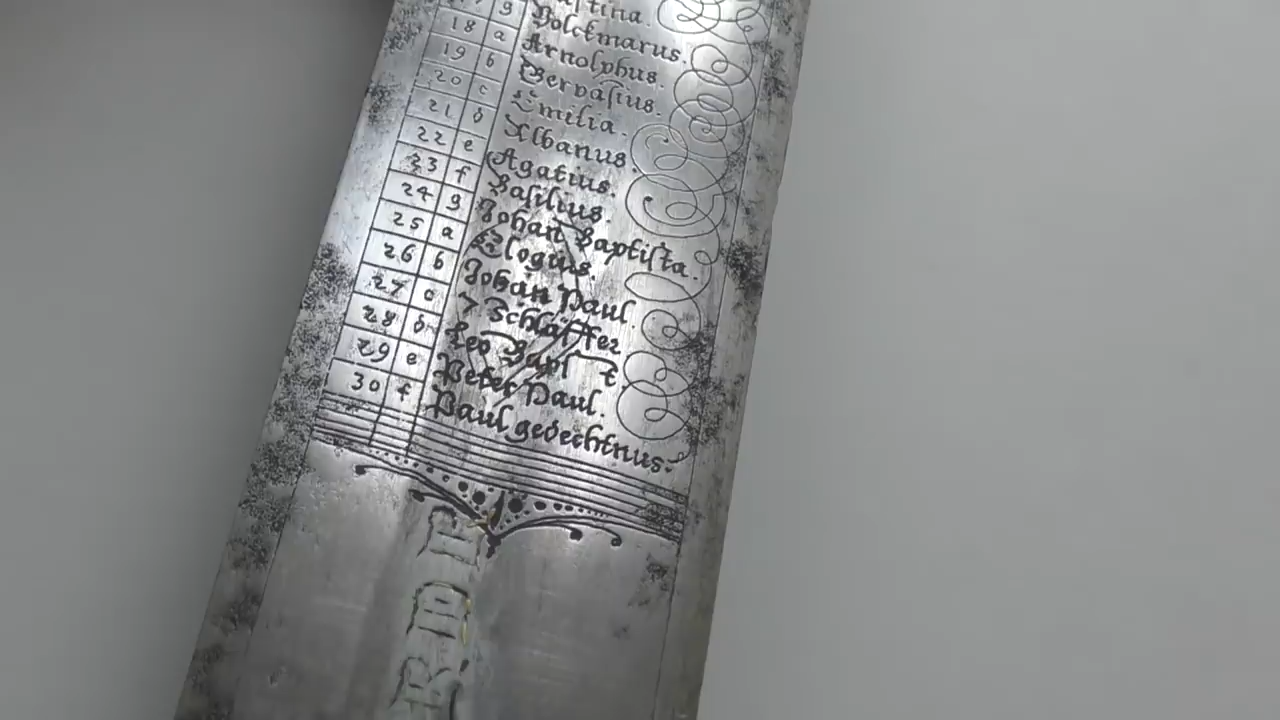 18 a Volckmarus.
19 b Arnolphus.
20 c Gervasius.
21 d Emilia.
22 e Albanus.
23 f Agatius.
24 g Basilius.
25 a Johan Baptista.
26 b Elogius.
27 c Johan Paul
28 d 7 Schläffer
29 e Leo Bapſt
30 f Peter Paul.
Paul gedechtnus.